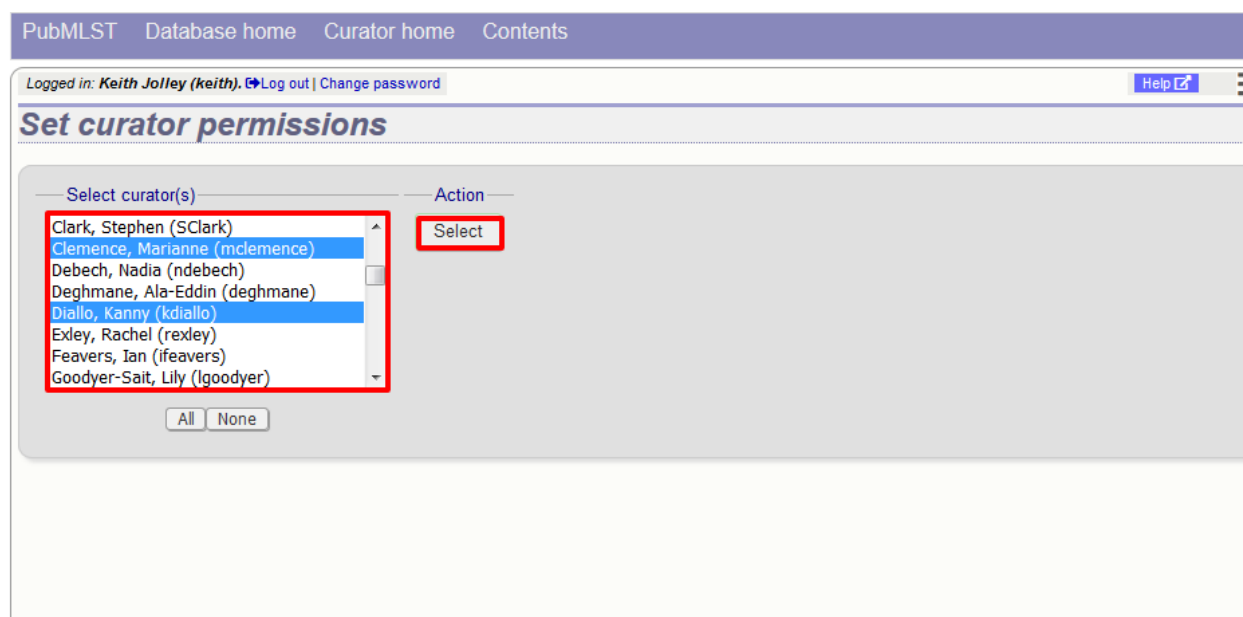 PubMLST Database home Curator home Contents
Logged in: Keith Jolley (keith). Log out | Change password Help
Set curator permissions
Select curator(s) Action
Clark, Stephen (SClark) Select
Clemence, Marianne (mclemence)
Debech, Nadia (ndebech)
Deghmane, Ala-Eddin (deghmane)
Diallo, Kanny (kdiallo)
Exley, Rachel (rexley)
Feavers, Ian (ifeavers)
Goodyer-Sait, Lily (lgoodyer)
All None